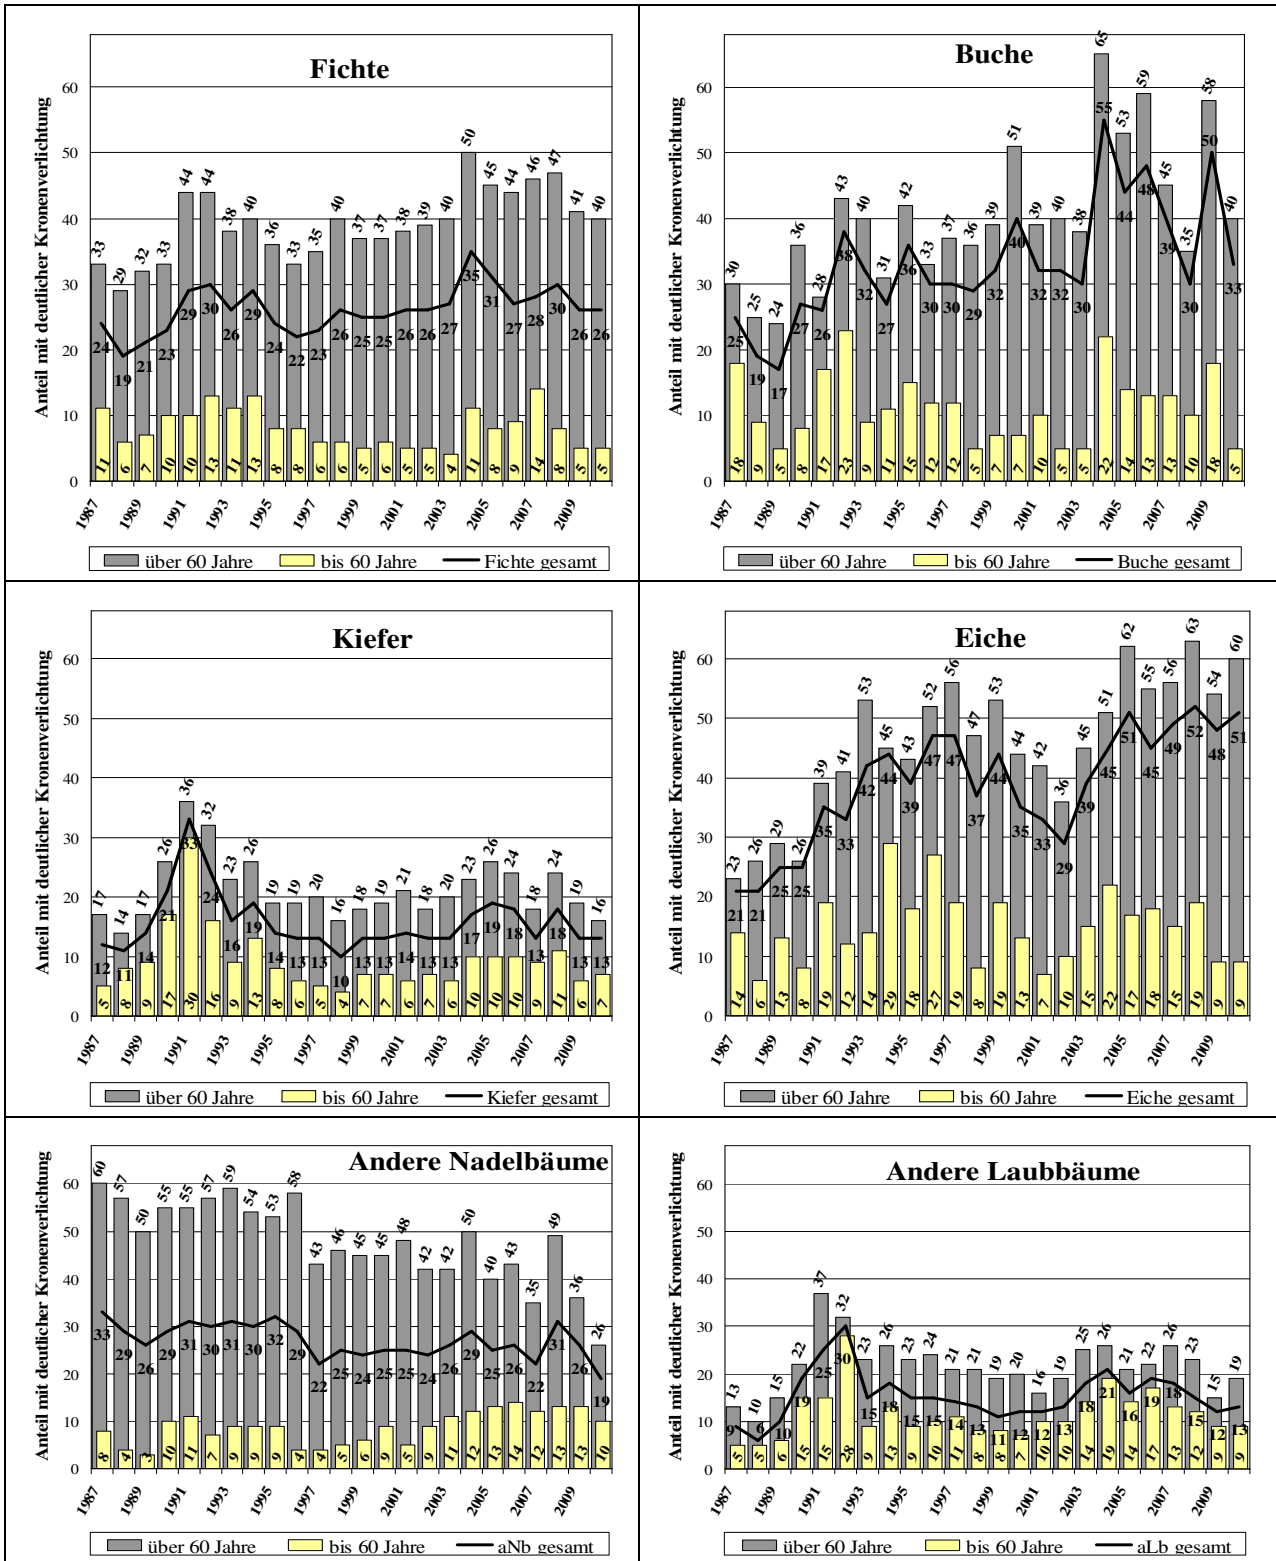 Fichte
Anteil mit deutlicher Kronenverlichtung
60
50
40
30
20
10
0
33 29 32 33 44 44 38 40 36 33 35 40 37 37 38 39 40 50 45 44 46 47 41 40
24 19 21 23 29 30 26 29 24 22 23 26 25 25 26 26 27 35 31 27 28 30 26 26
11 6 7 10 10 13 11 13 8 8 6 6 5 6 5 5 4 11 8 9 14 8 5 5
1987 1989 1991 1993 1995 1997 1999 2001 2003 2005 2007 2009
über 60 Jahre bis 60 Jahre Fichte gesamt
Buche
Anteil mit deutlicher Kronenverlichtung
60
50
40
30
20
10
0
30 25 24 36 28 43 40 31 42 33 37 36 39 51 39 40 38 65 53 59 45 35 58 40
25 19 17 27 26 38 32 27 36 30 30 29 32 40 32 32 30 55 44 48 39 30 50 33
18 9 5 8 17 23 9 11 15 12 12 5 7 7 10 5 5 22 14 13 13 10 18 5
1987 1989 1991 1993 1995 1997 1999 2001 2003 2005 2007 2009
über 60 Jahre bis 60 Jahre Buche gesamt
Kiefer
Anteil mit deutlicher Kronenverlichtung
60
50
40
30
20
10
0
17 14 17 26 36 32 23 26 19 19 20 16 18 19 21 18 20 23 26 24 18 24 19 16
12 11 14 21 33 24 16 19 14 13 13 10 13 13 14 13 13 17 19 18 13 18 13 13
5 8 9 17 30 16 9 13 8 6 5 4 7 7 6 7 6 10 10 10 9 11 6 7
1987 1989 1991 1993 1995 1997 1999 2001 2003 2005 2007 2009
über 60 Jahre bis 60 Jahre Kiefer gesamt
Eiche
Anteil mit deutlicher Kronenverlichtung
60
50
40
30
20
10
0
23 26 29 26 39 41 53 45 43 52 56 47 53 44 42 36 45 51 62 55 56 63 54 60
21 21 25 25 35 33 42 44 39 47 47 37 44 35 33 29 39 45 51 45 49 52 48 51
14 6 13 8 19 12 14 29 18 27 19 8 19 13 7 10 15 22 17 18 15 19 9 9
1987 1989 1991 1993 1995 1997 1999 2001 2003 2005 2007 2009
über 60 Jahre bis 60 Jahre Eiche gesamt
Andere Nadelbäume
Anteil mit deutlicher Kronenverlichtung
60
50
40
30
20
10
0
60 57 50 55 55 57 59 54 53 58 43 46 45 45 48 42 42 50 40 43 35 49 36 26
33 29 26 29 31 30 31 30 32 29 22 25 24 25 25 24 26 29 25 26 22 31 26 19
8 4 3 10 11 7 9 9 9 4 4 5 6 9 5 9 11 12 13 14 12 13 13 10
1987 1989 1991 1993 1995 1997 1999 2001 2003 2005 2007 2009
über 60 Jahre bis 60 Jahre aNb gesamt
Andere Laubbäume
Anteil mit deutlicher Kronenverlichtung
60
50
40
30
20
10
0
13 10 15 22 37 32 23 26 23 24 21 21 19 20 16 19 25 26 21 22 26 23 15 19
9 6 10 19 25 30 15 18 15 15 14 13 11 12 12 13 18 21 16 19 18 15 12 13
5 5 6 15 15 28 9 13 9 10 11 9 8 7 10 10 14 19 14 17 13 12 9 9
1987 1989 1991 1993 1995 1997 1999 2001 2003 2005 2007 2009
über 60 Jahre bis 60 Jahre aLb gesamt